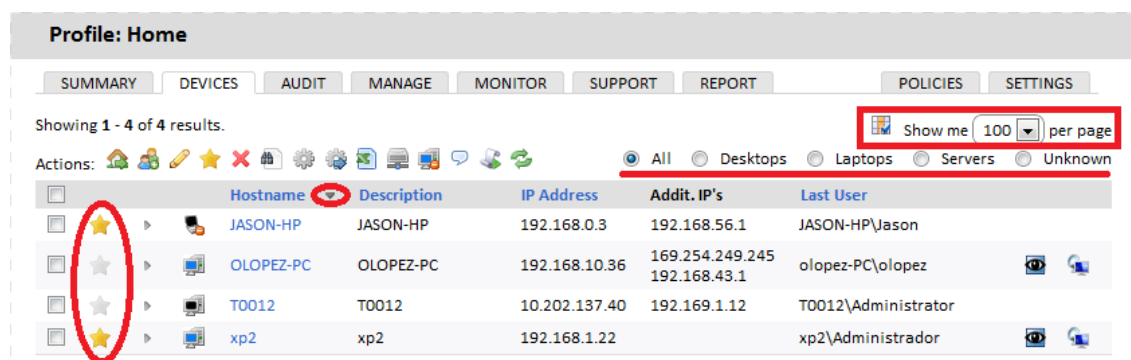 Profile: Home
SUMMARY DEVICES AUDIT MANAGE MONITOR SUPPORT REPORT POLICIES SETTINGS
Showing 1 - 4 of 4 results.
Show me 100 per page
Actions: All Desktops Laptops Servers Unknown
Hostname Description IP Address Addit. IP's Last User
JASON-HP JASON-HP 192.168.0.3 192.168.56.1 JASON-HP\Jason
OLOPEZ-PC OLOPEZ-PC 192.168.10.36 169.254.249.245 olopez-PC\olopez
192.168.43.1
T0012 T0012 10.202.137.40 192.169.1.12 T0012\Administrator
xp2 xp2 192.168.1.22 xp2\Administrador